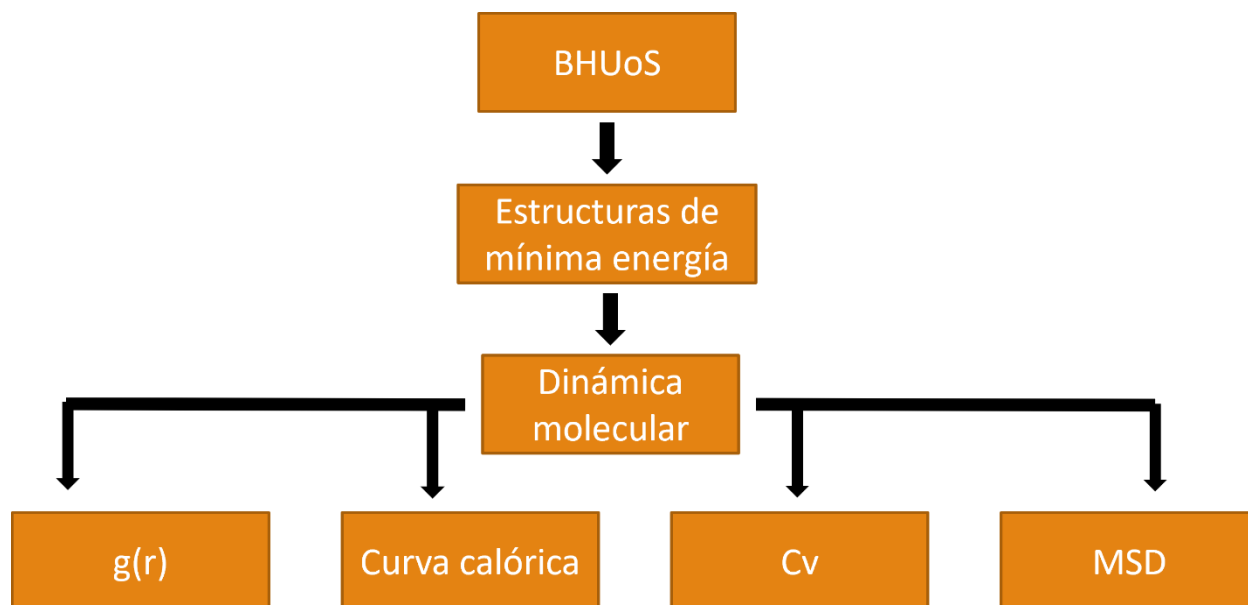 BHUoS
Estructuras de
mínima energía
Dinámica
molecular
g(r)
Curva calórica
Cv
MSD